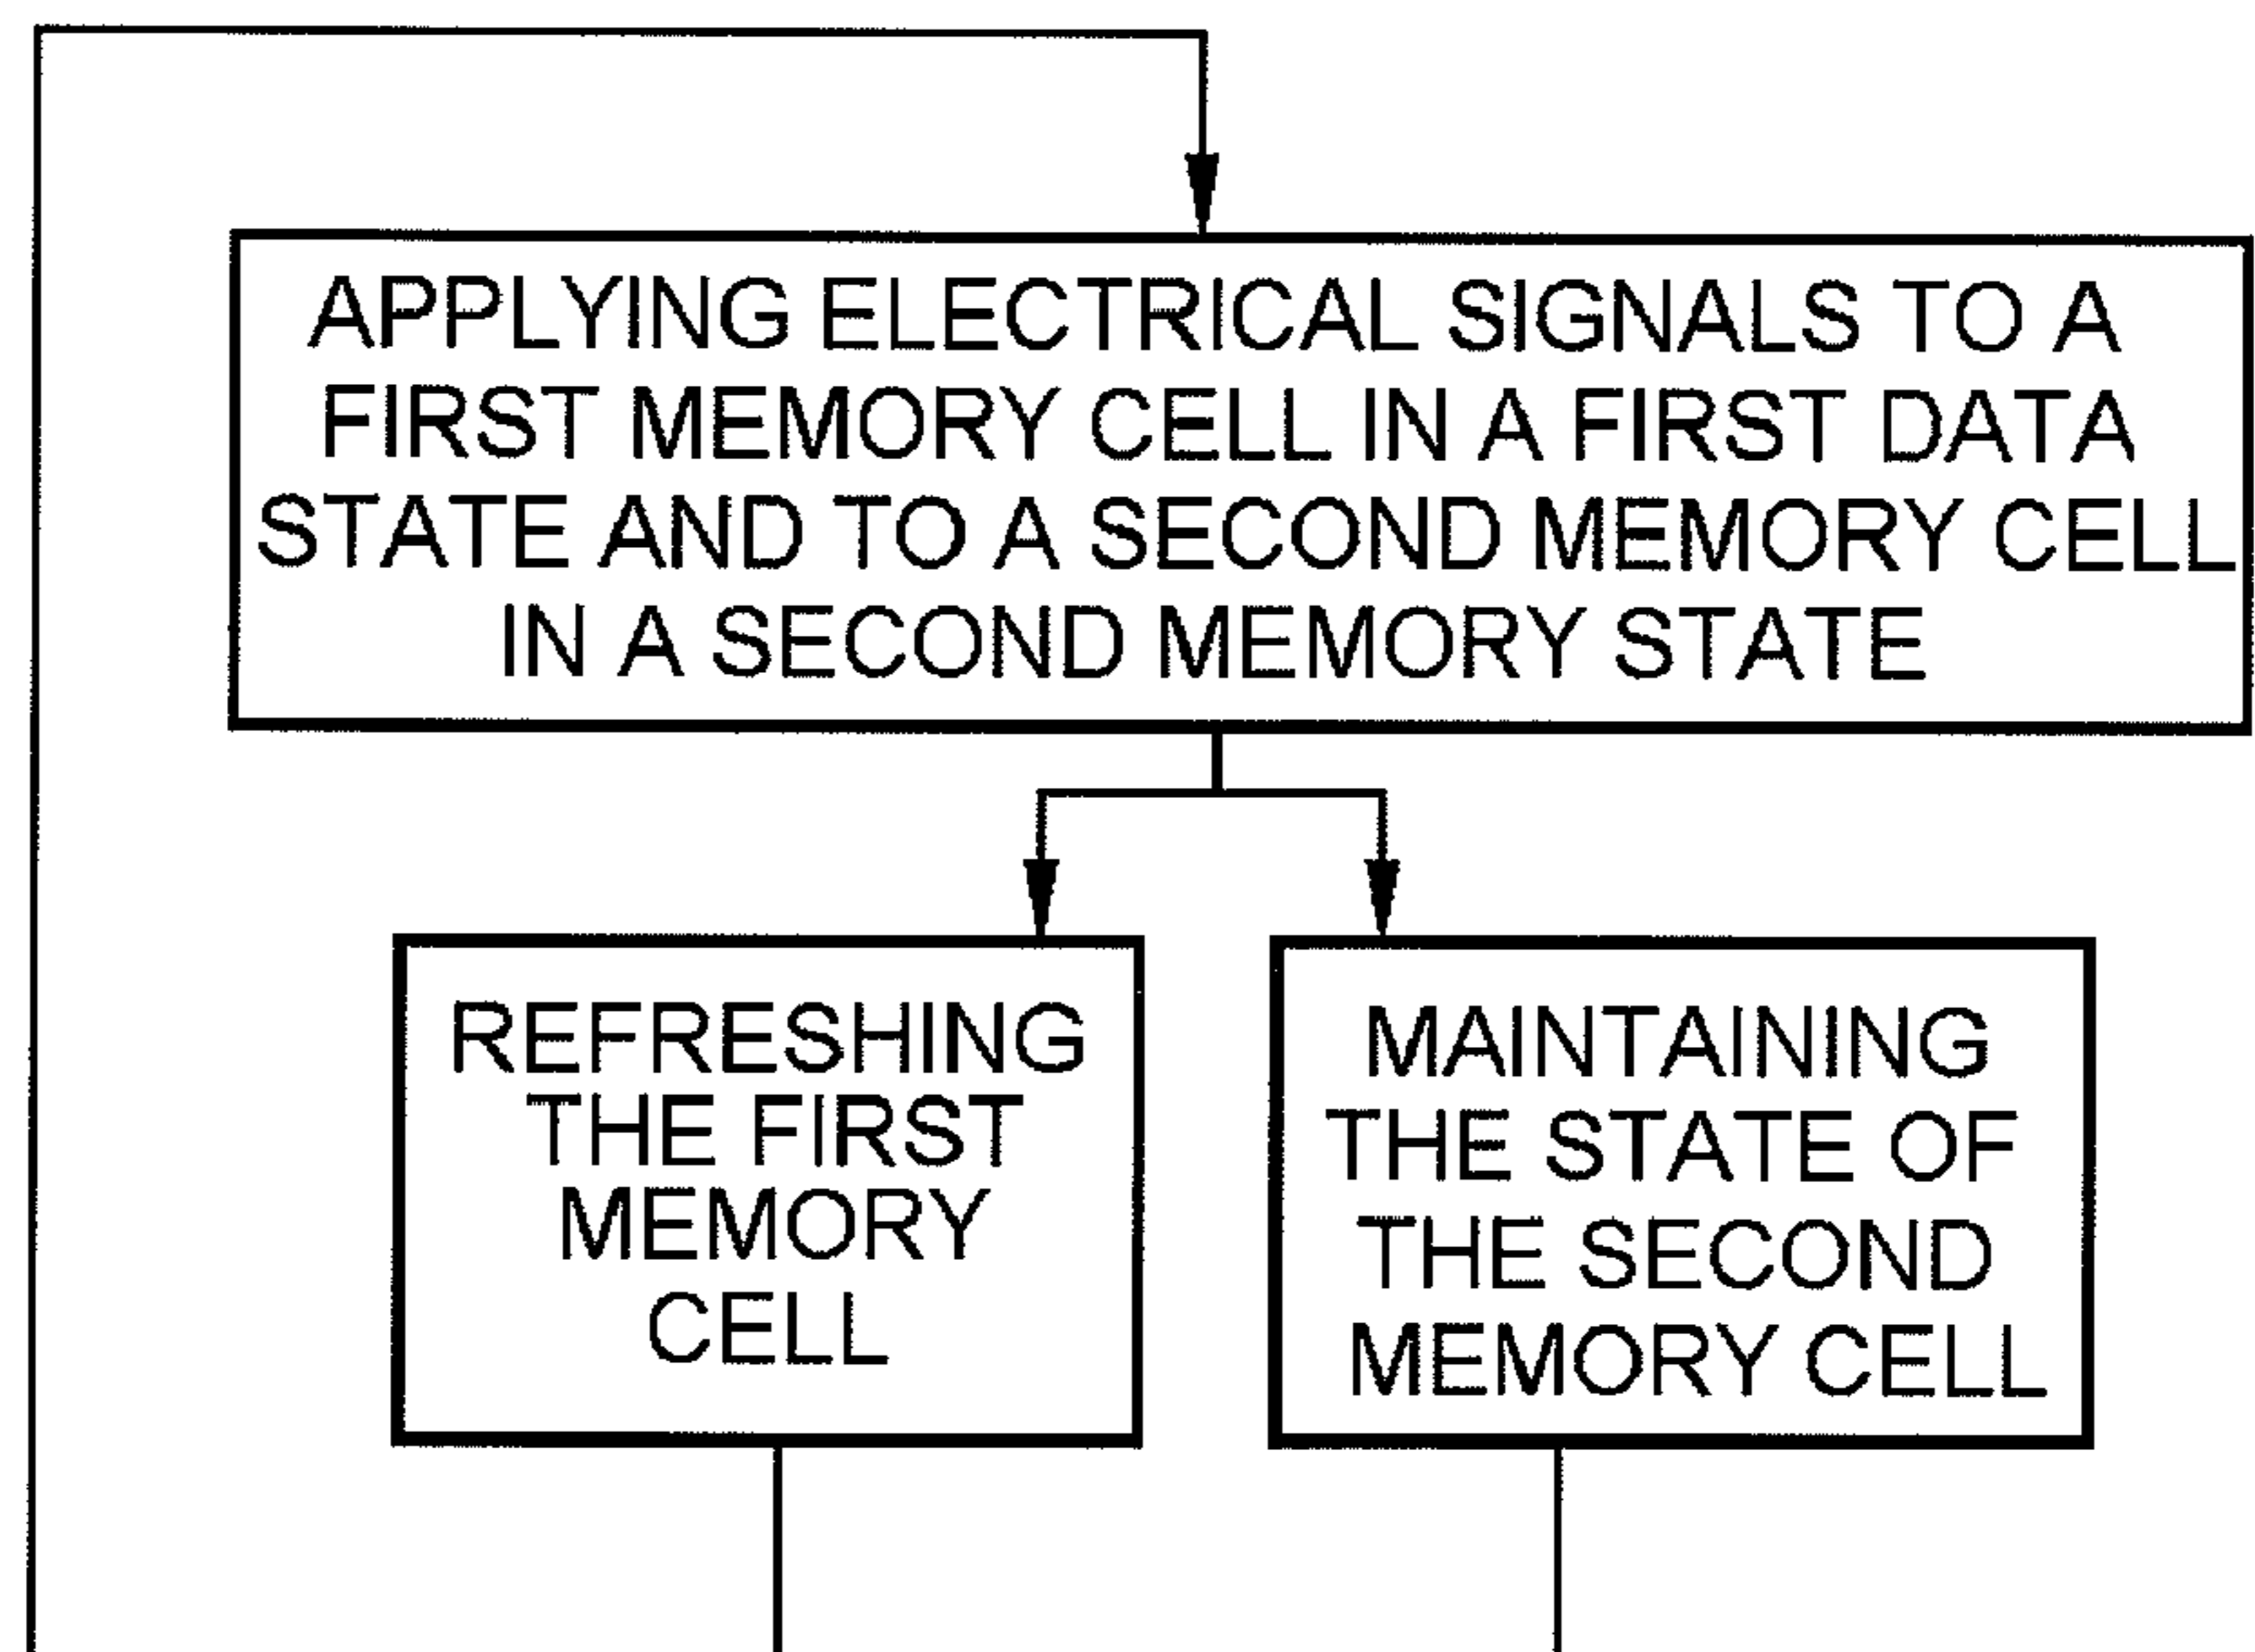 APPLYING ELECTRICAL SIGNALS TO A
FIRST MEMORY CELL IN A FIRST DATA
STATE AND TO A SECOND MEMORY CELL
IN A SECOND MEMORY STATE
REFRESHING
THE FIRST
MEMORY
CELL
MAINTAINING
THE STATE OF
THE SECOND
MEMORY CELL